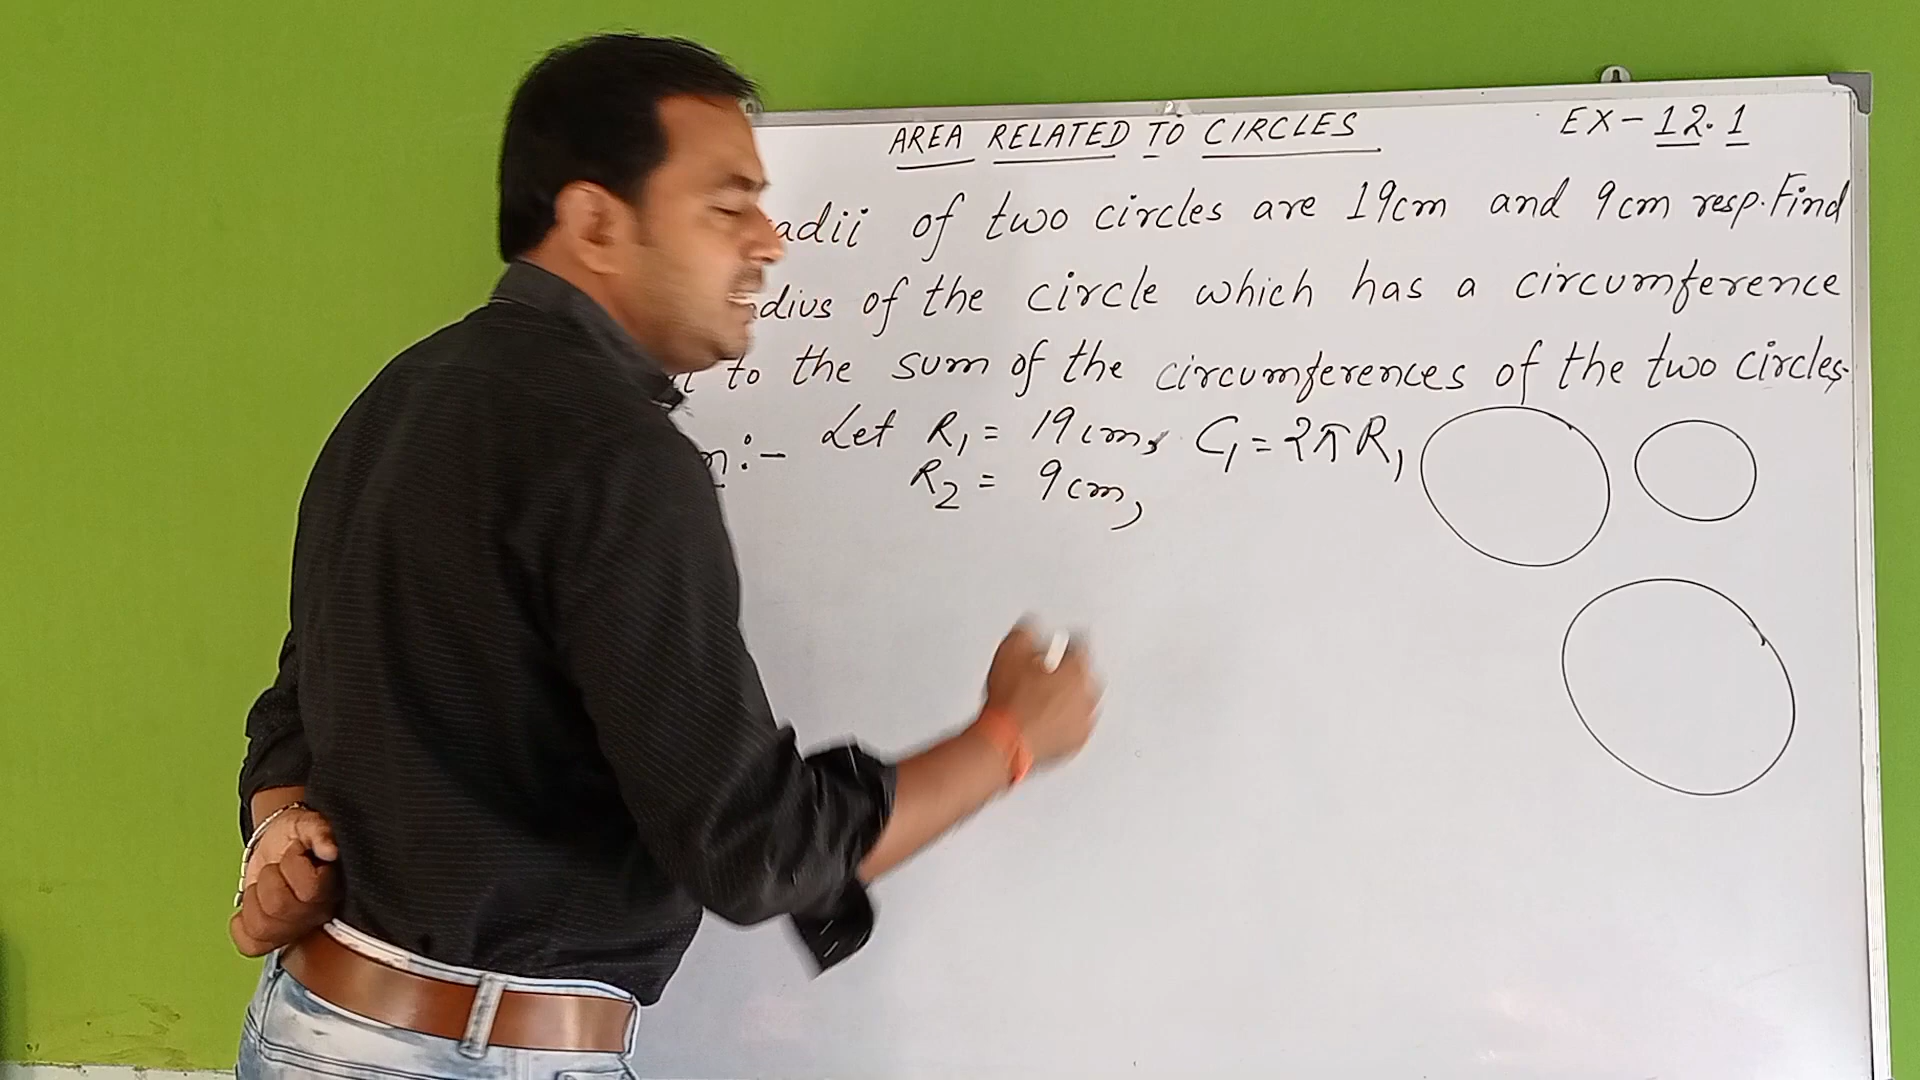 AREA RELATED TO CIRCLES EX-12.1
adii of two circles are 19cm and 9cm resp. Find
dius of the circle which has a circumference
to the sum of the circumferences of the two circles.
n:- Let R₁ = 19cm, C₁ = 2πR₁
R₂ = 9cm,